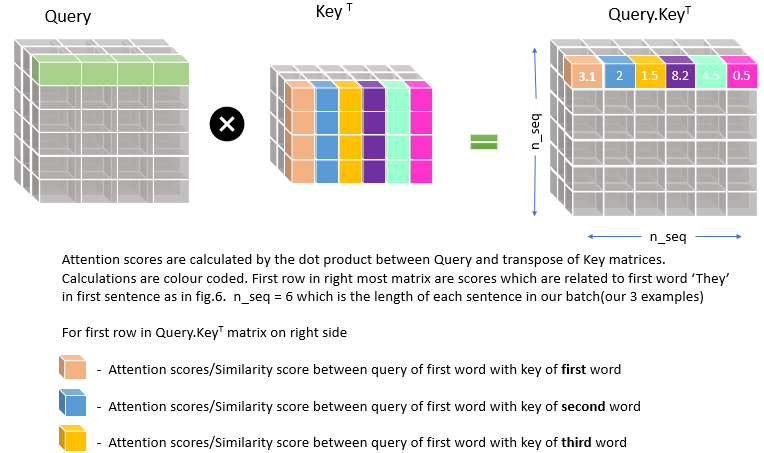 Query
Key ᵀ
Query.Keyᵀ
3.1 2 1.5 8.2 4.5 0.5
n_seq
n_seq
Attention scores are calculated by the dot product between Query and transpose of Key matrices.
Calculations are colour coded. First row in right most matrix are scores which are related to first word ‘They’
in first sentence as in fig.6.  n_seq = 6 which is the length of each sentence in our batch(our 3 examples)
For first row in Query.Keyᵀ matrix on right side
- Attention scores/Similarity score between query of first word with key of first word
- Attention scores/Similarity score between query of first word with key of second word
- Attention scores/Similarity score between query of first word with key of third word